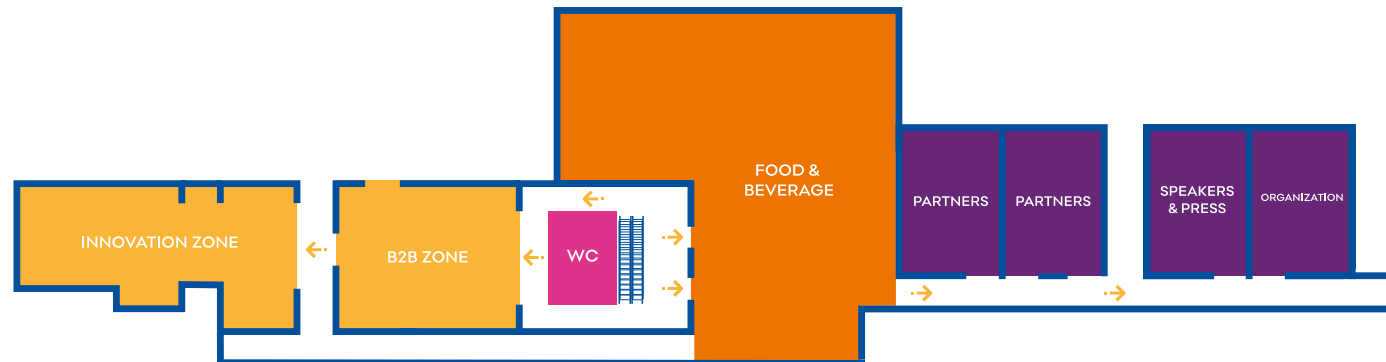 INNOVATION ZONE
B2B ZONE
WC
FOOD &
BEVERAGE
PARTNERS
PARTNERS
SPEAKERS
& PRESS
ORGANIZATION